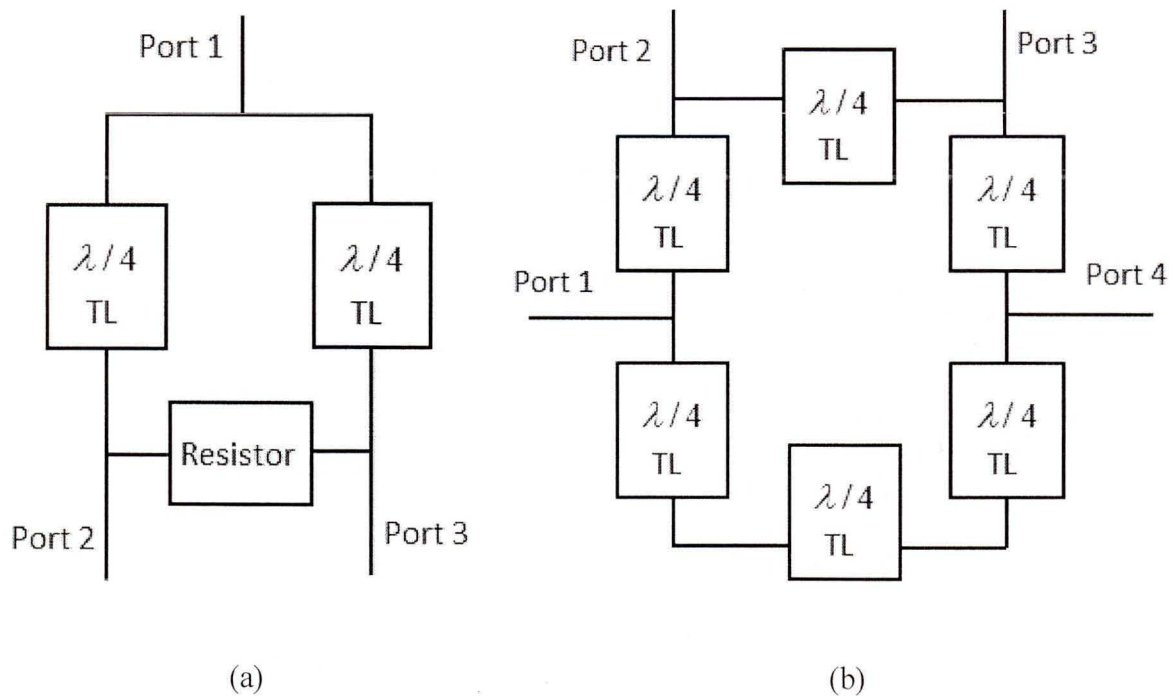 Port 1
λ/4
TL
λ/4
TL
Resistor
Port 2
Port 3
(a)
Port 2
Port 3
λ/4
TL
λ/4
TL
λ/4
TL
Port 1
Port 4
λ/4
TL
λ/4
TL
λ/4
TL
(b)